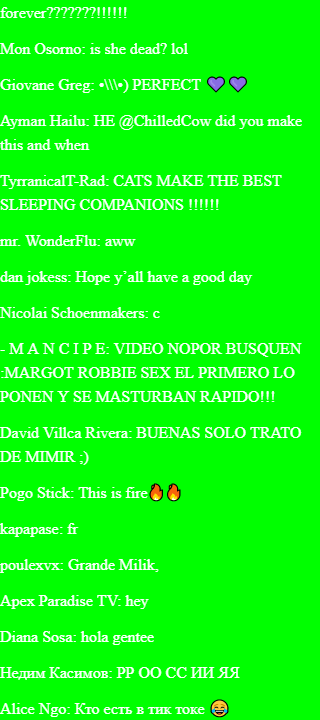 forever???????!!!!!!
Mon Osorno: is she dead? lol
Giovane Greg: •\\\•) PERFECT 💜💜
Ayman Hailu: HE @ChilledCow did you make
this and when
TyrranicalT-Rad: CATS MAKE THE BEST
SLEEPING COMPANIONS !!!!!!
mr. WonderFlu: aww
dan jokess: Hope y'all have a good day
Nicolai Schoenmakers: c
- M A N C I P E: VIDEO NOPOR BUSQUEN
:MARGOT ROBBIE SEX EL PRIMERO LO
PONEN Y SE MASTURBAN RAPIDO!!!
David Villca Rivera: BUENAS SOLO TRATO
DE MIMIR ;)
Pogo Stick: This is fire🔥🔥
kapapase: fr
poulexvx: Grande Milik,
Apex Paradise TV: hey
Diana Sosa: hola gentee
Недим Касимов: РР ОО СС ИИ ЯЯ
Alice Ngo: Кто есть в тик токе 😂